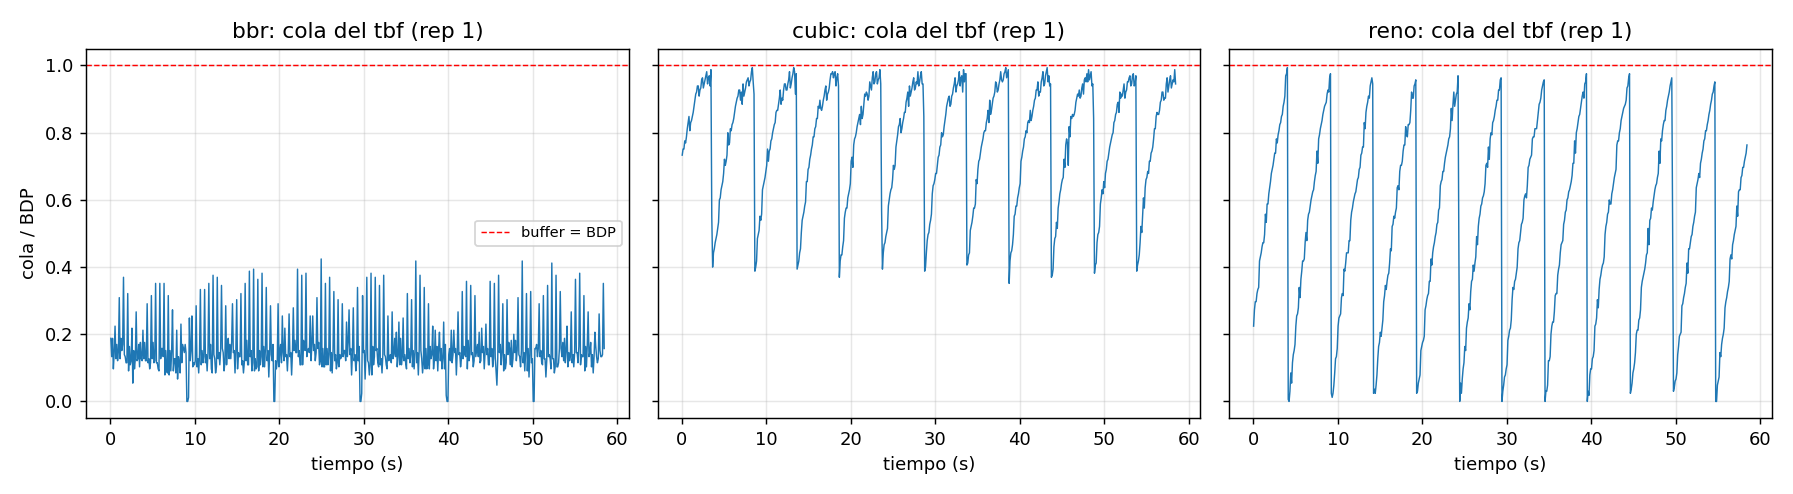 bbr: cola del tbf (rep 1)
cubic: cola del tbf (rep 1)
reno: cola del tbf (rep 1)
cola / BDP
1.0
0.8
0.6
0.4
0.2
0.0
buffer = BDP
0 10 20 30 40 50 60
0 10 20 30 40 50 60
0 10 20 30 40 50 60
tiempo (s)
tiempo (s)
tiempo (s)